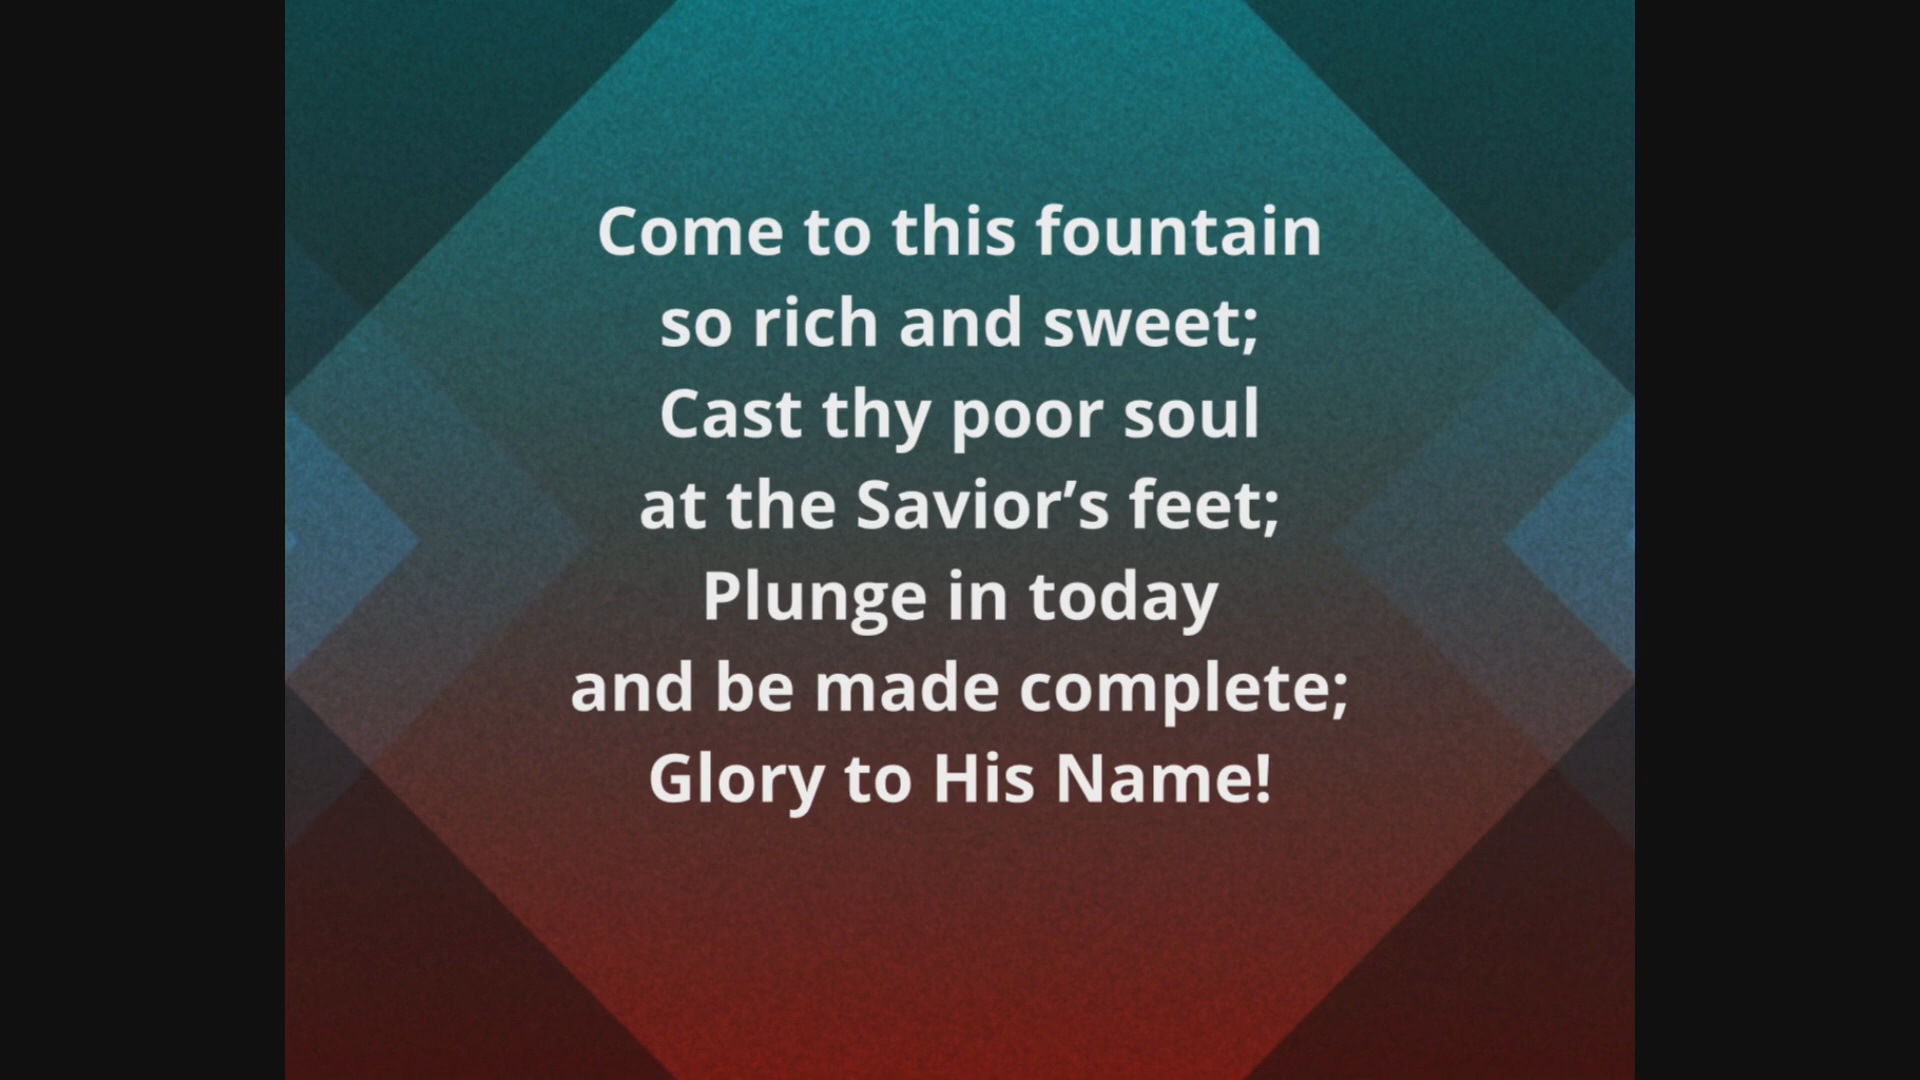 Come to this fountain
so rich and sweet;
Cast thy poor soul
at the Savior’s feet;
Plunge in today
and be made complete;
Glory to His Name!